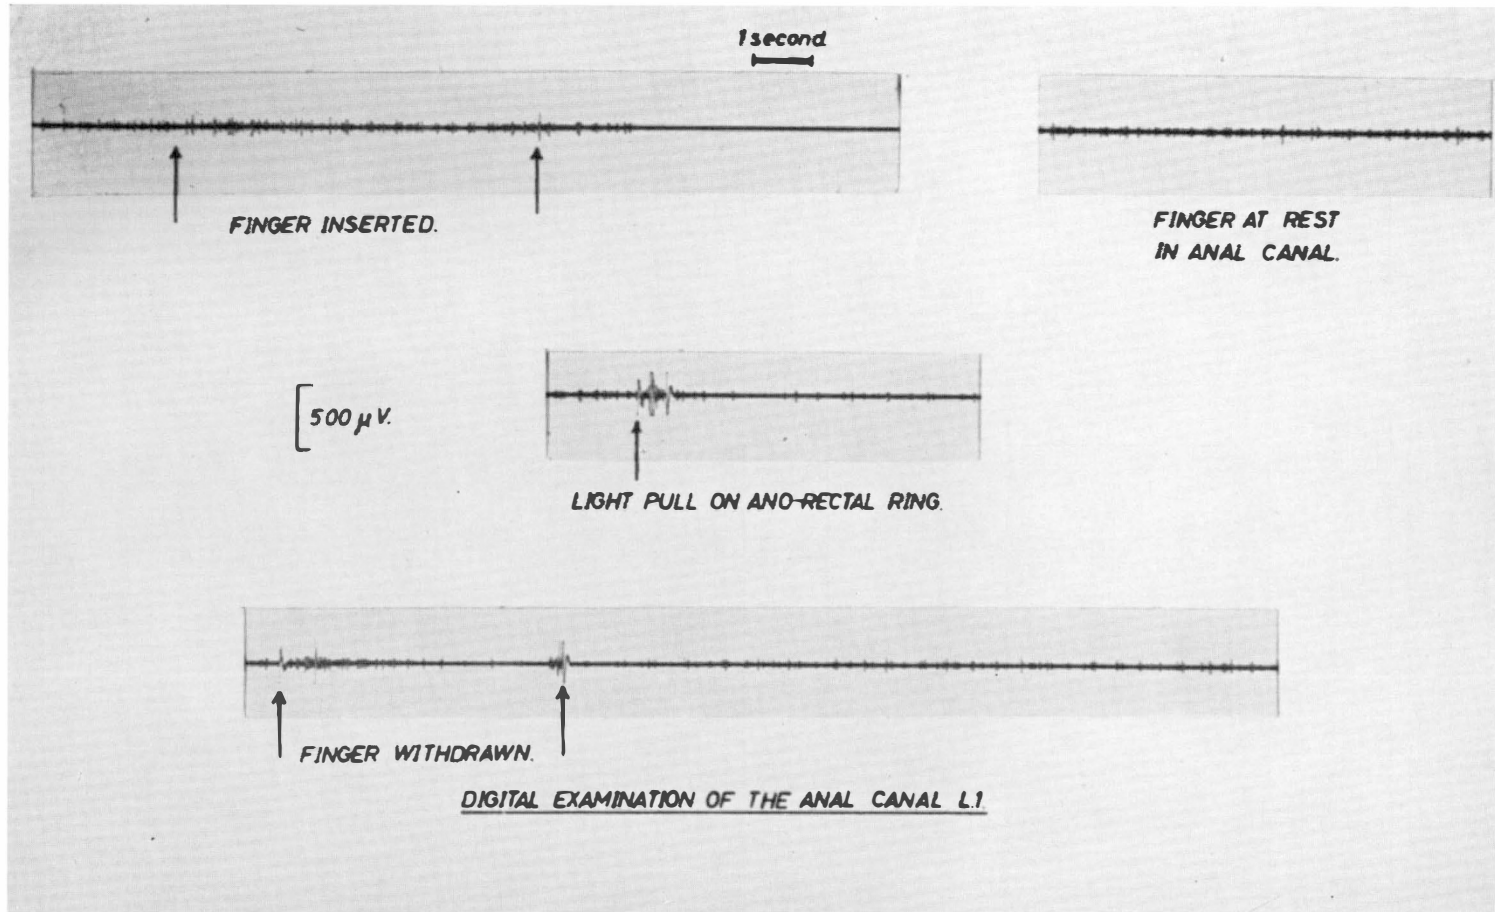 1 second
FINGER INSERTED.
FINGER AT REST
IN ANAL CANAL.
500 μV.
LIGHT PULL ON ANO-RECTAL RING.
FINGER WITHDRAWN.
DIGITAL EXAMINATION OF THE ANAL CANAL L.1.